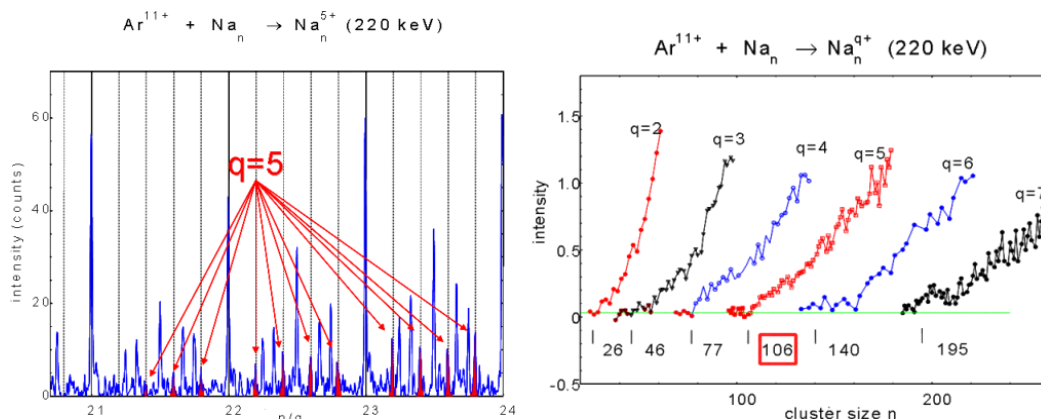 Ar11+ + Nan → Nan5+ (220 keV)
intensity (counts)
60
40
20
0
q=5
21
22
23
24
n/q
Ar11+ + Nan → Nanq+ (220 keV)
intensity
1.5
1.0
0.5
0.0
-0.5
q=2
q=3
q=4
q=5
q=6
q=7
26
46
77
106
140
195
100
200
cluster size n